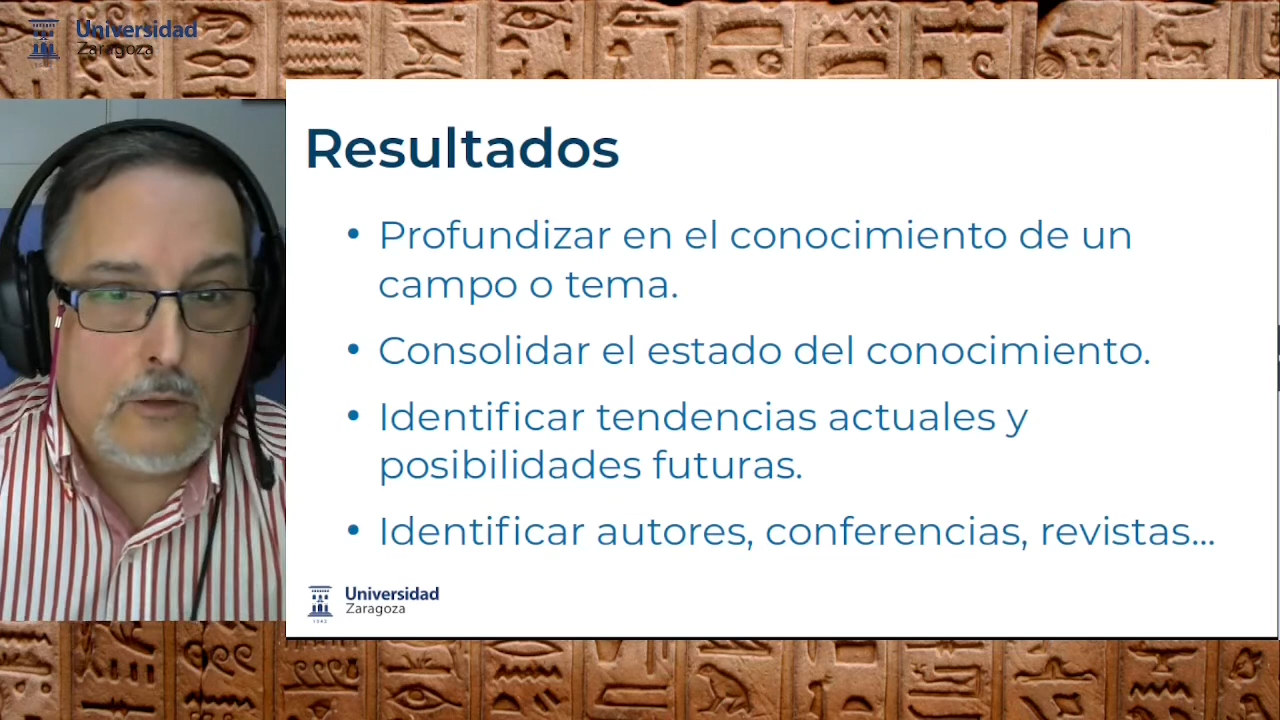 Universidad
Zaragoza
Resultados
• Profundizar en el conocimiento de un
campo o tema.
• Consolidar el estado del conocimiento.
• Identificar tendencias actuales y
posibilidades futuras.
• Identificar autores, conferencias, revistas...
Universidad
Zaragoza
1542